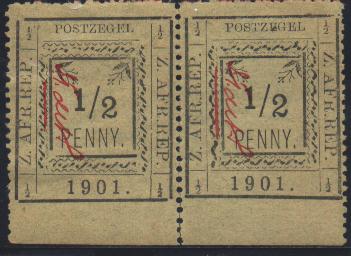 ½ POSTZEGEL ½ ½ POSTZEGEL ½
Z. AFR. REP. 1/2 Z. AFR. REP. Z. AFR. REP. 1/2 Z. AFR. REP.
PENNY. PENNY.
½ 1901. ½ ½ 1901. ½